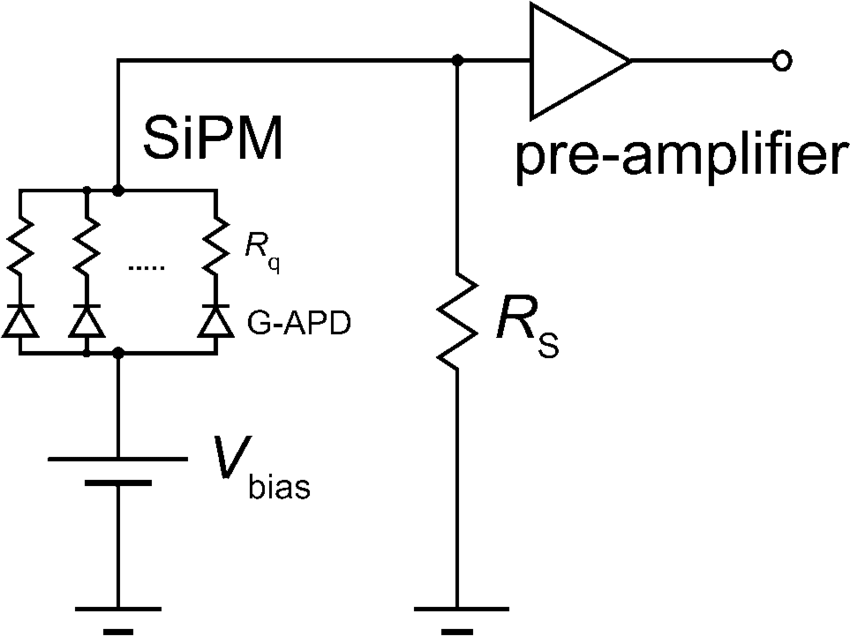 SiPM
pre-amplifier
.....
Rq
G-APD
RS
Vbias